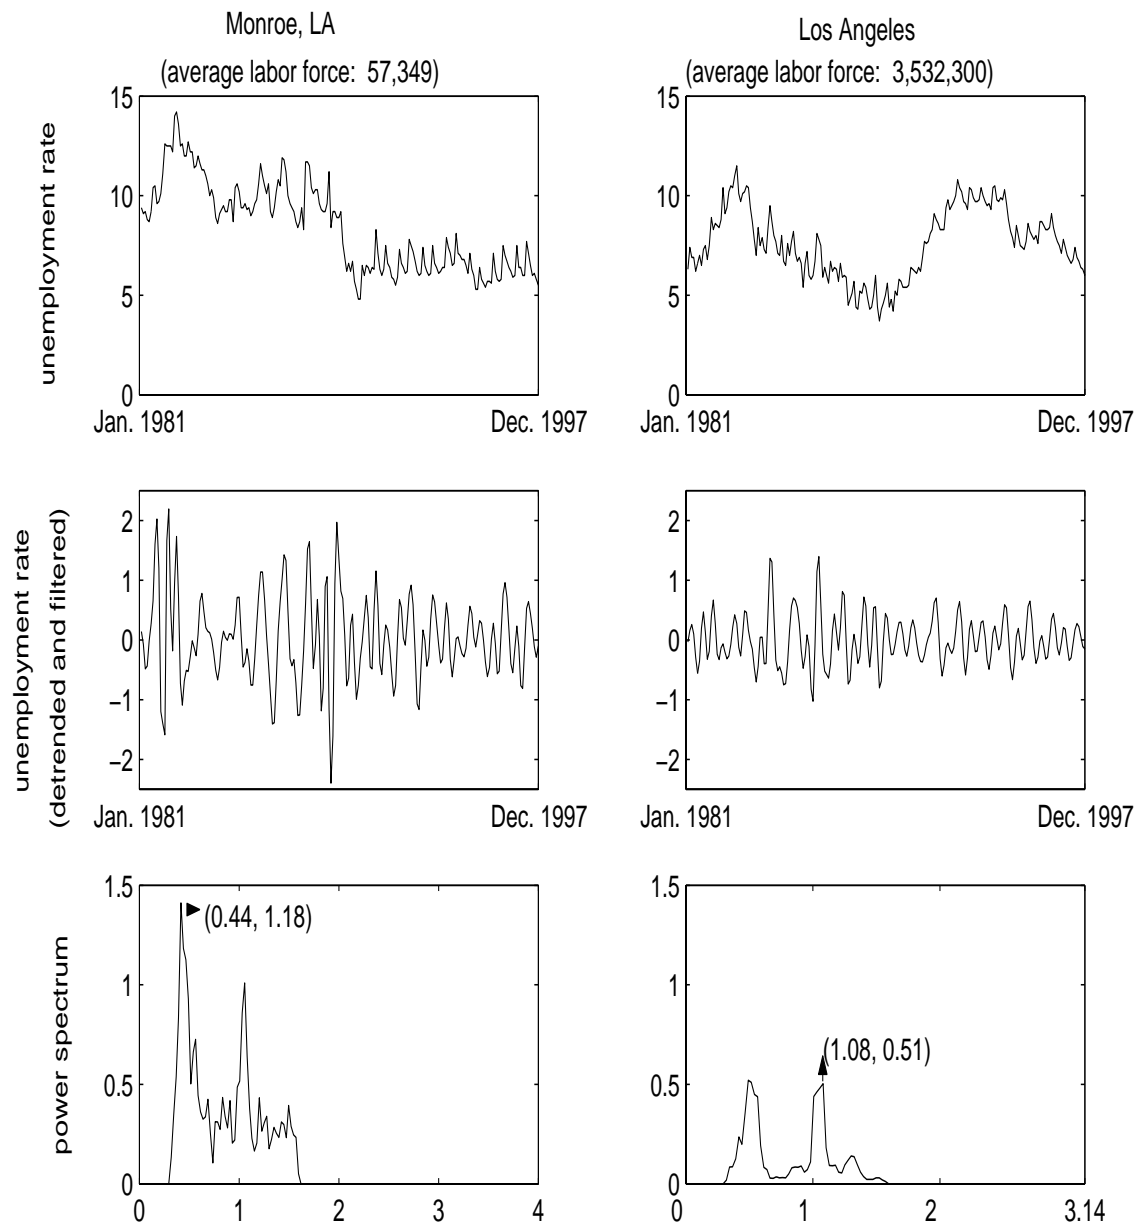 Monroe, LA
(average labor force: 57,349)
Los Angeles
(average labor force: 3,532,300)
unemployment rate
15
10
5
0
Jan. 1981
Dec. 1997
15
10
5
0
Jan. 1981
Dec. 1997
unemployment rate
(detrended and filtered)
2
1
0
−1
−2
Jan. 1981
Dec. 1997
2
1
0
−1
−2
Jan. 1981
Dec. 1997
power spectrum
1.5
1
0.5
0
(0.44, 1.18)
0
1
2
3
4
1.5
1
0.5
0
(1.08, 0.51)
0
1
2
3.14